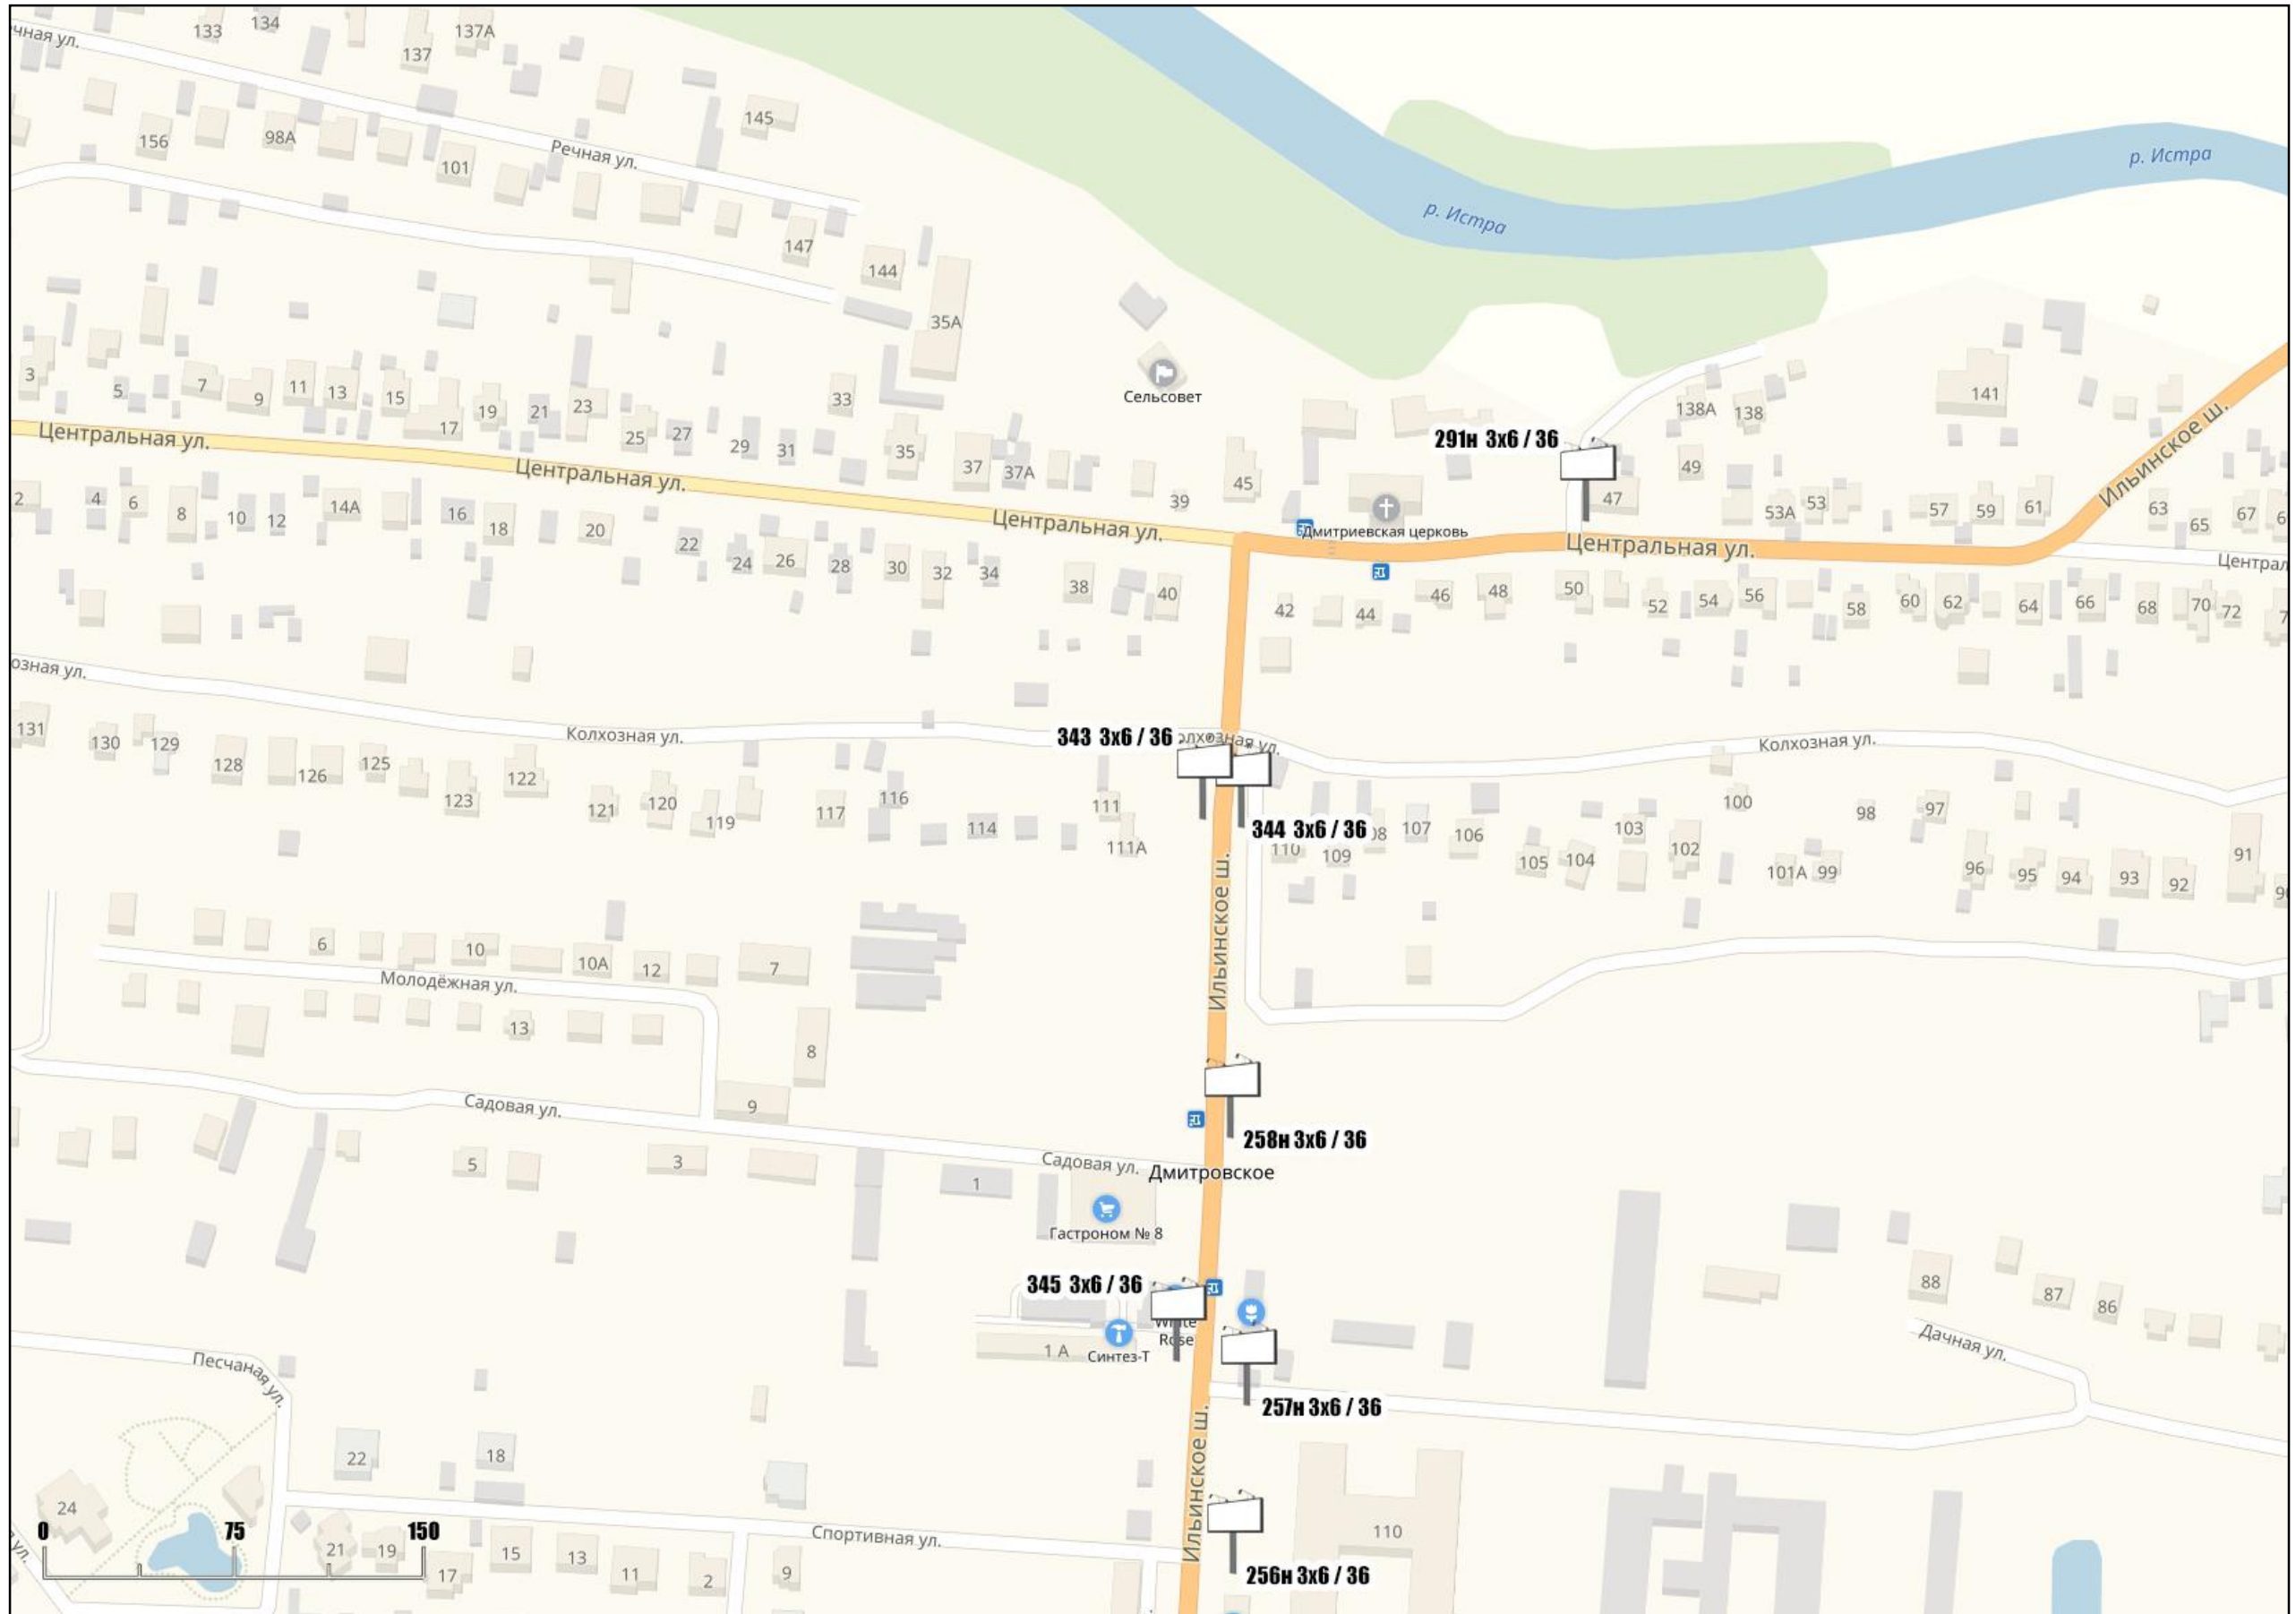 133
134
137
137А
чная ул.
156
98А
101
145
Речная ул.
р. Истра
р. Истра
147
144
35А
Сельсовет
3
5
7
9
11
13
15
17
19
21
23
25
27
29
31
33
35
37
37А
39
45
291н 3х6 / 36
47
49
138А
138
141
Ильинское ш.
53А
53
57
59
61
63
65
67
Центральная ул.
Центральная ул.
Центральная ул.
Дмитриевская церковь
Центральная ул.
Централ
2
4
6
8
10
12
14А
16
18
20
22
24
26
28
30
32
34
38
40
42
44
46
48
50
52
54
56
58
60
62
64
66
68
70
72
озная ул.
Колхозная ул.
343 3х6 / 36
олхозная ул.
Колхозная ул.
131
130
129
128
126
125
123
122
121
120
119
117
116
114
111
111А
344 3х6 / 36
110
109
08
107
106
105
104
103
102
100
101А
99
98
97
96
95
94
93
92
91
Ильинское ш.
6
10
10А
12
7
Молодёжная ул.
13
8
9
Садовая ул.
258н 3х6 / 36
5
3
1
Садовая ул.
Дмитровское
Гастроном № 8
345 3х6 / 36
White
Rose
1 А
Синтез-Т
257н 3х6 / 36
88
87
86
Дачная ул.
Песчаная ул.
Ильинское ш.
22
18
24
0
75
150
21
19
17
15
13
11
2
9
Спортивная ул.
110
256н 3х6 / 36
ул.